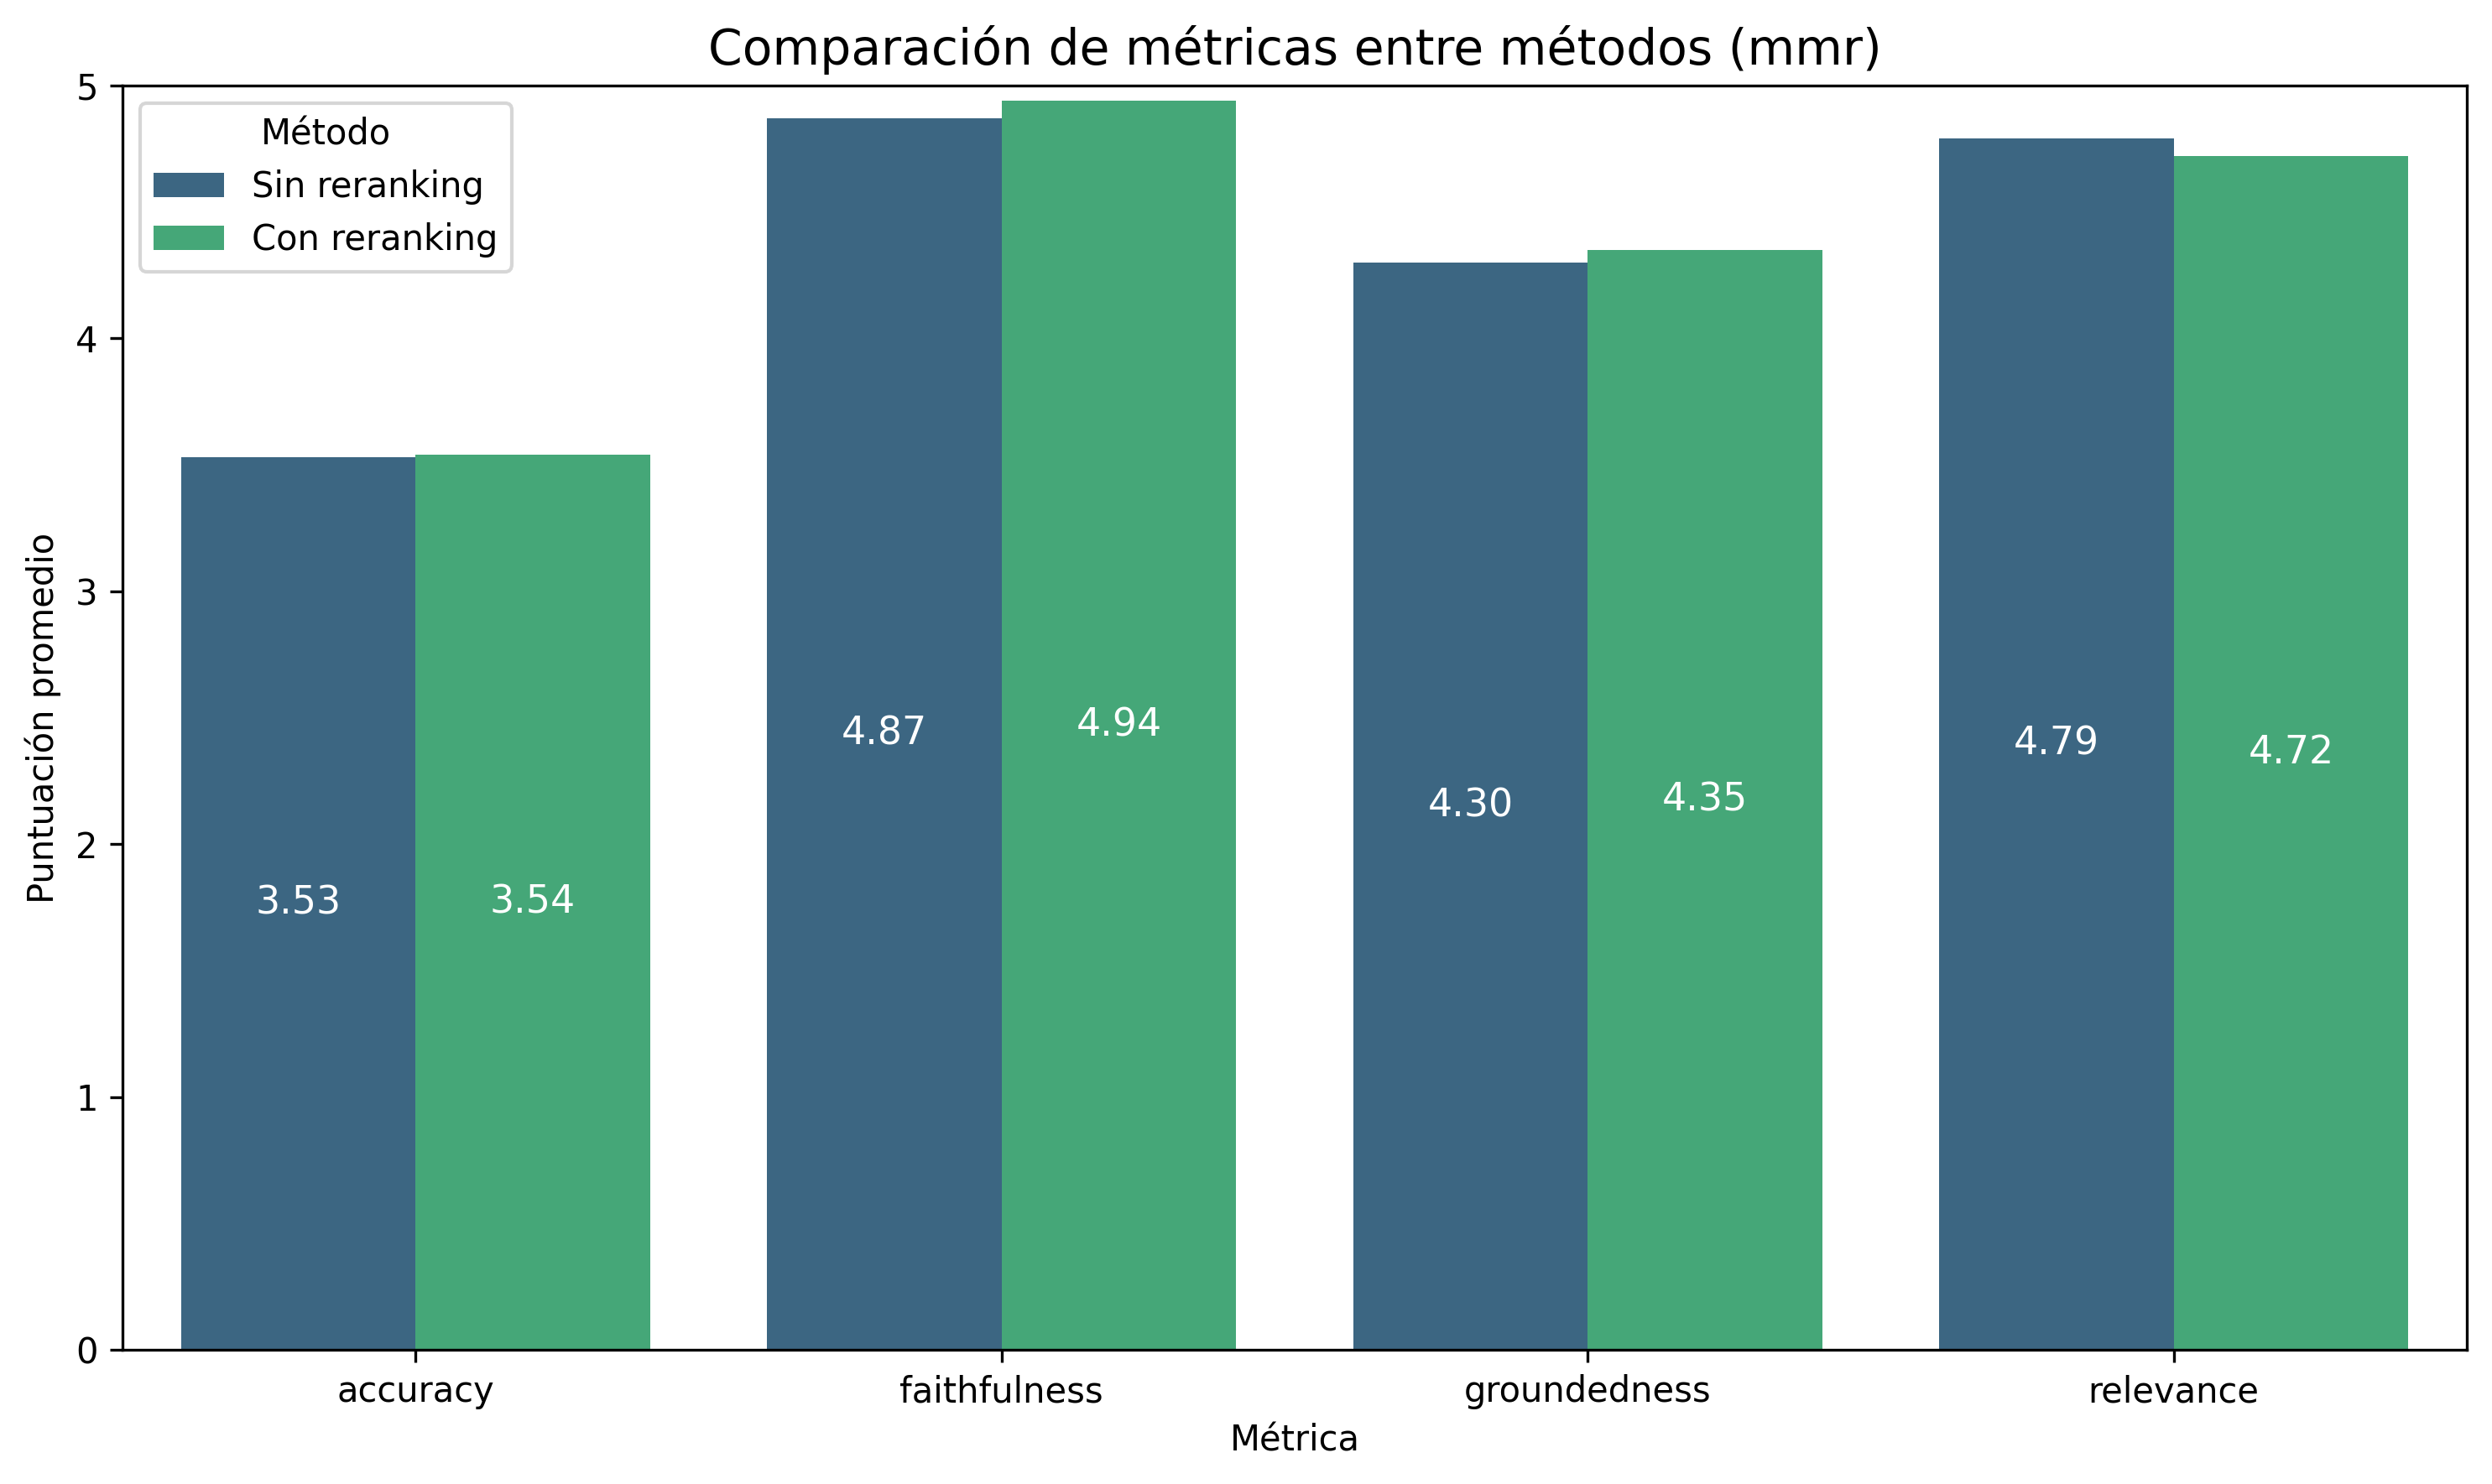 Comparación de métricas entre métodos (mmr)
Método
Sin reranking
Con reranking
Puntuación promedio
5
4
3
2
1
0
3.53
3.54
4.87
4.94
4.30
4.35
4.79
4.72
accuracy
faithfulness
groundedness
relevance
Métrica